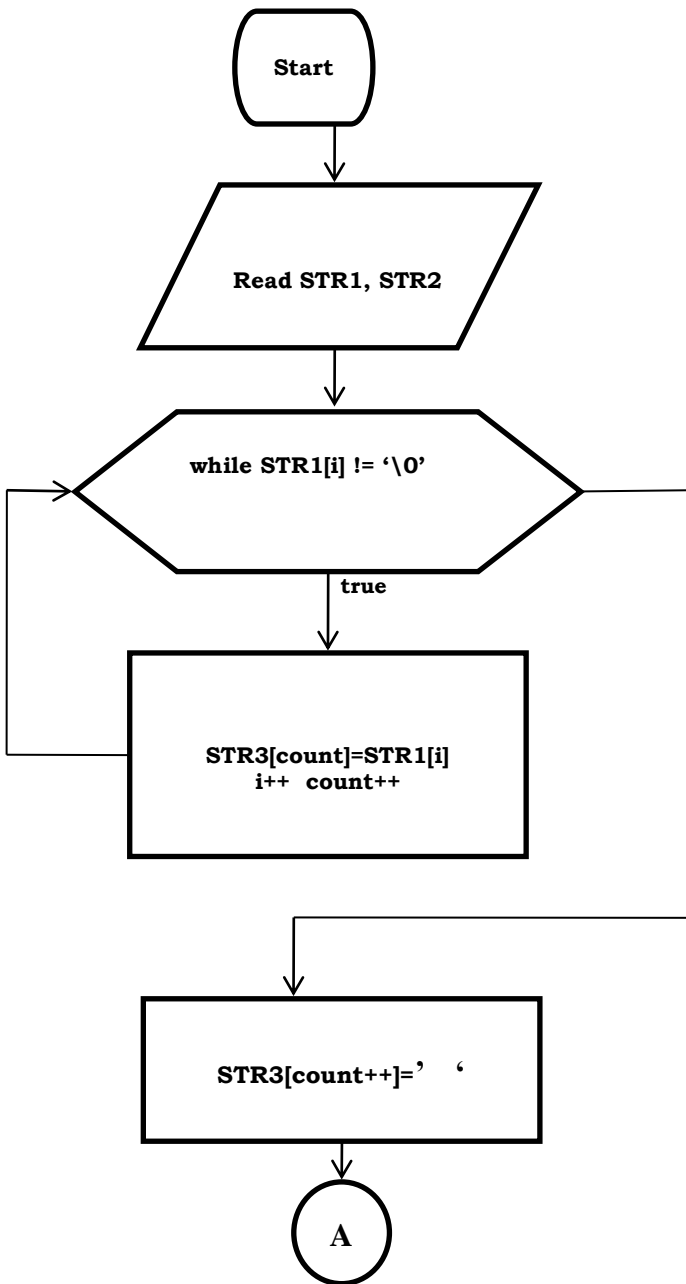 Start
Read STR1, STR2
while STR1[i] != ‘\0’
true
STR3[count]=STR1[i]
i++ count++
STR3[count++]=’ ‘
A